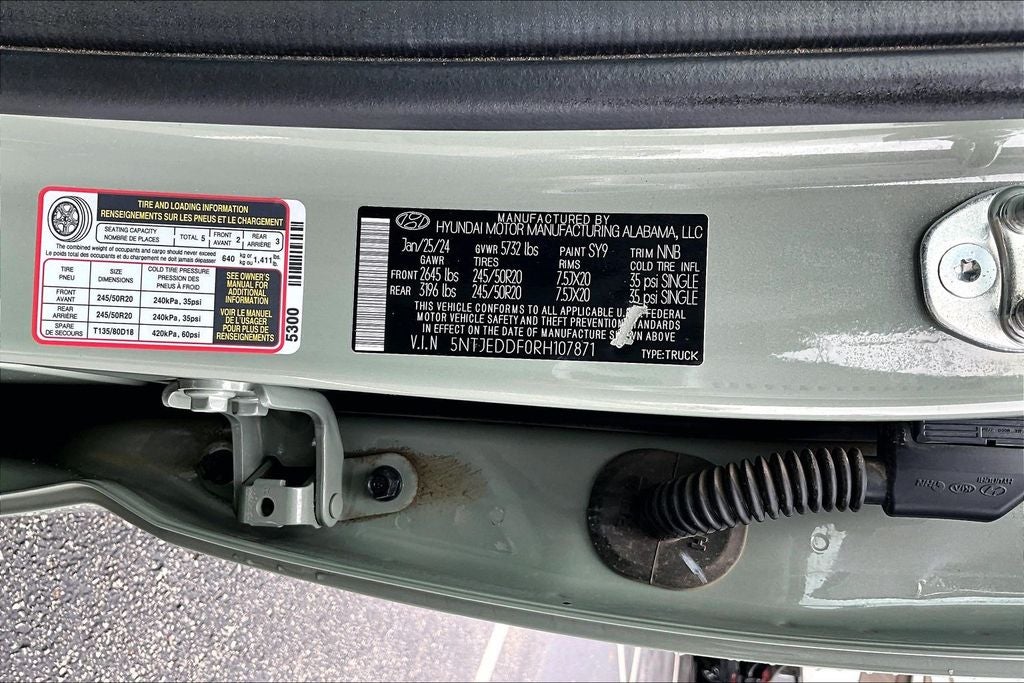 TIRE AND LOADING INFORMATION
RENSEIGNEMENTS SUR LES PNEUS ET LE CHARGEMENT
SEATING CAPACITY
NOMBRE DE PLACES
TOTAL 5
FRONT
AVANT 2
REAR
ARRIÈRE 3
The combined weight of occupants and cargo should never exceed
Le poids total des occupants et du chargement ne doit jamais dépasser
640 kg or kg ou 1,411 lb.
TIRE
PNEU
SIZE
DIMENSIONS
COLD TIRE PRESSURE
PRESSION DES
PNEUS À FROID
FRONT
AVANT
245/50R20
240kPa, 35psi
REAR
ARRIÈRE
245/50R20
240kPa, 35psi
SPARE
DE SECOURS
T135/80D18
420kPa, 60psi
SEE OWNER'S
MANUAL FOR
ADDITIONAL
INFORMATION
VOIR LE MANUEL
DE L'USAGER
POUR PLUS DE
RENSEIGNEMENTS
5300
MANUFACTURED BY
HYUNDAI MOTOR MANUFACTURING ALABAMA, LLC
Jan/25/24 GVWR 5732 lbs PAINT SY9 TRIM NNB
GAWR TIRES RIMS COLD TIRE INFL
FRONT 2645 lbs 245/50R20 7.5JX20 35 psi SINGLE
REAR 3196 lbs 245/50R20 7.5JX20 35 psi SINGLE
THIS VEHICLE CONFORMS TO ALL APPLICABLE U.S. FEDERAL
MOTOR VEHICLE SAFETY AND THEFT PREVENTION STANDARDS
IN EFFECT ON THE DATE OF MANUFACTURE SHOWN ABOVE
V.I.N 5NTJEDDF0RH107871 TYPE:TRUCK
HYUNDAI
KIA